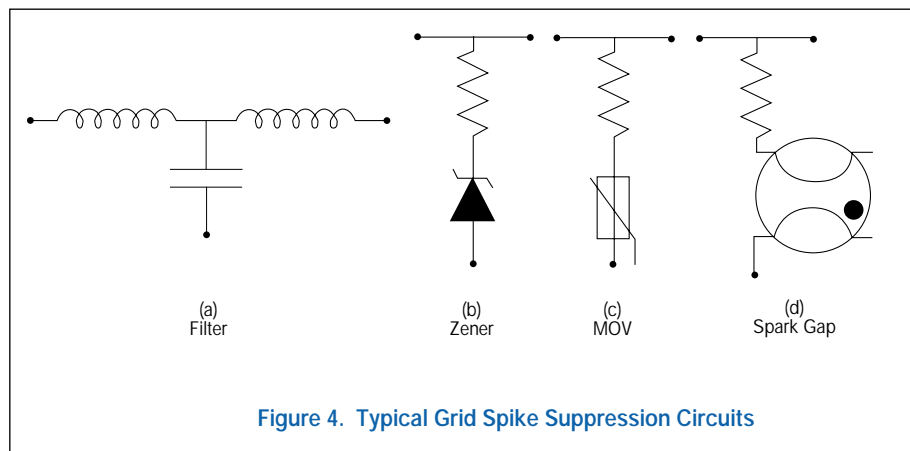 (a)
Filter
(b)
Zener
(c)
MOV
(d)
Spark Gap
Figure 4. Typical Grid Spike Suppression Circuits